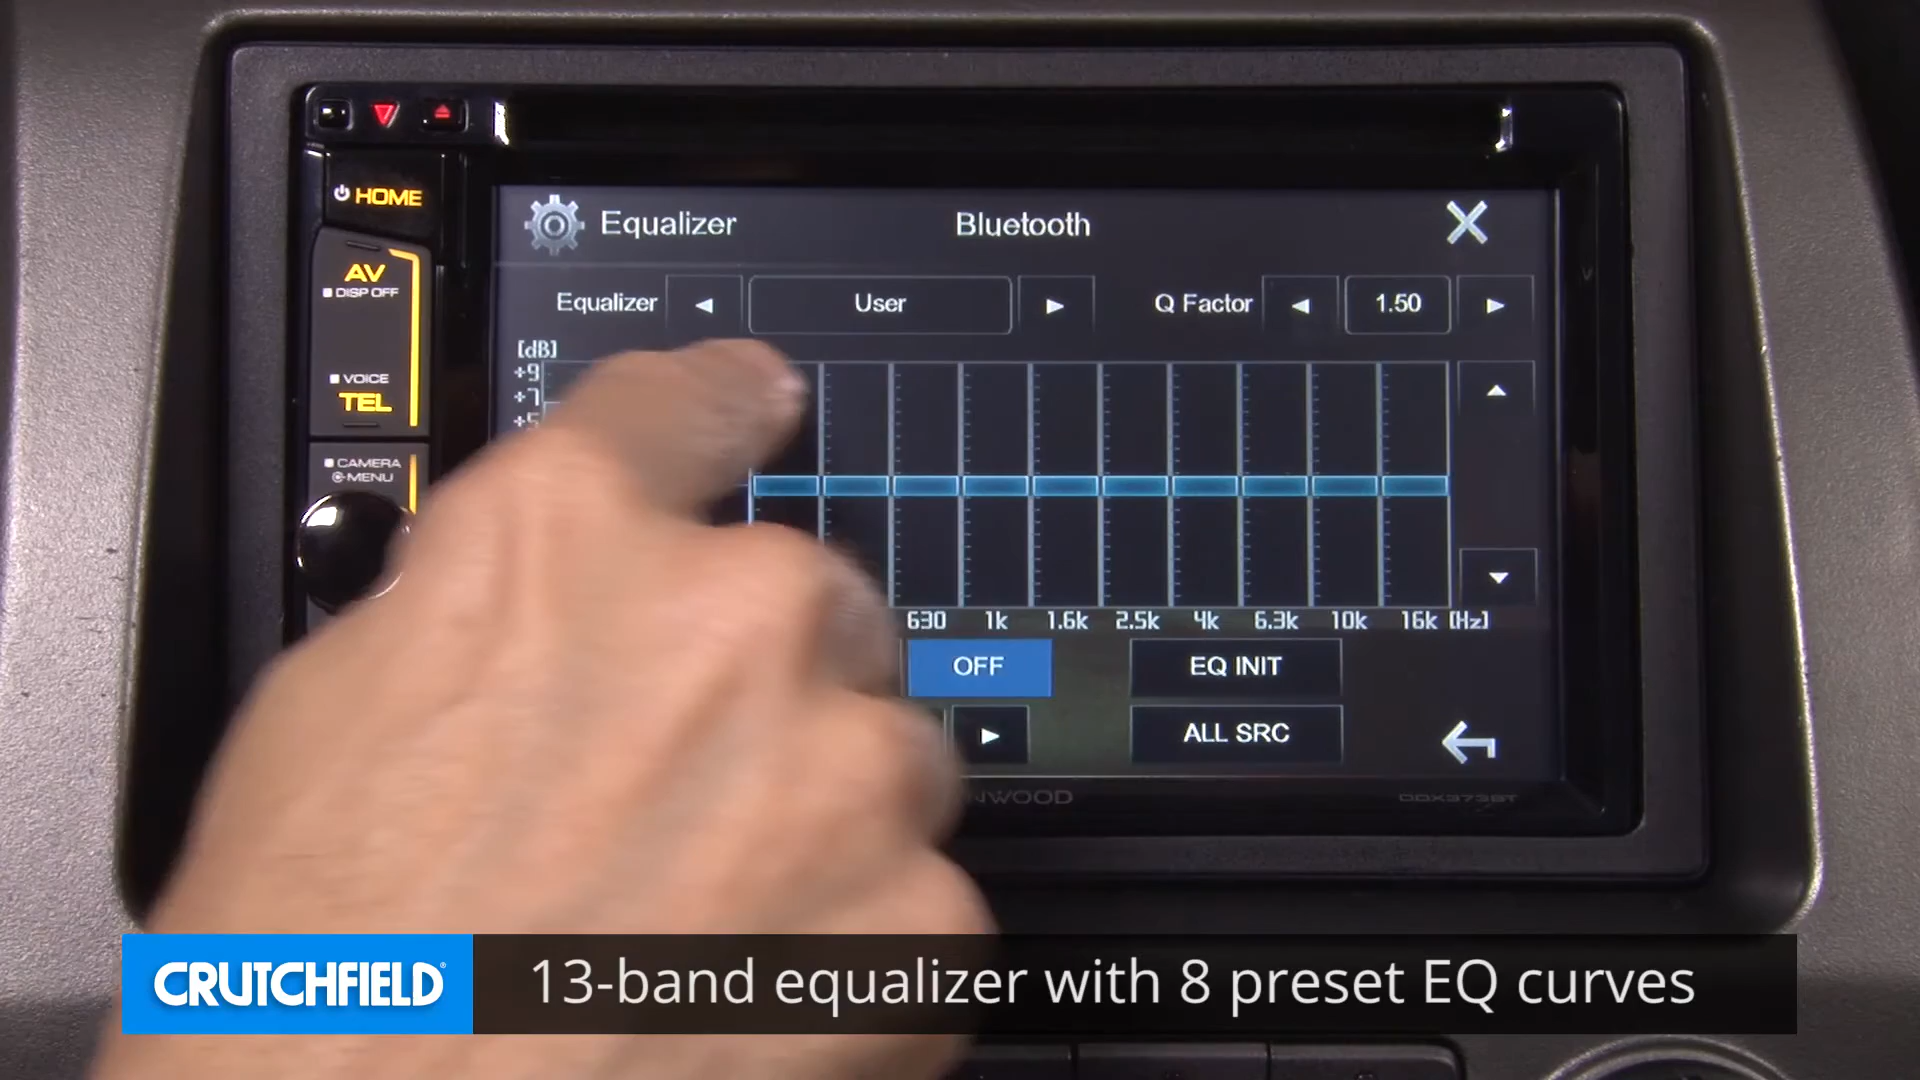 HOME
AV
DISP OFF
VOICE
TEL
CAMERA
MENU
Equalizer Bluetooth
Equalizer User Q Factor 1.50
[dB]
+9
+7
+5
630 1k 1.6k 2.5k 4k 6.3k 10k 16k [Hz]
OFF EQ INIT
ALL SRC
NWOOD DDX373BT
CRUTCHFIELD® 13-band equalizer with 8 preset EQ curves